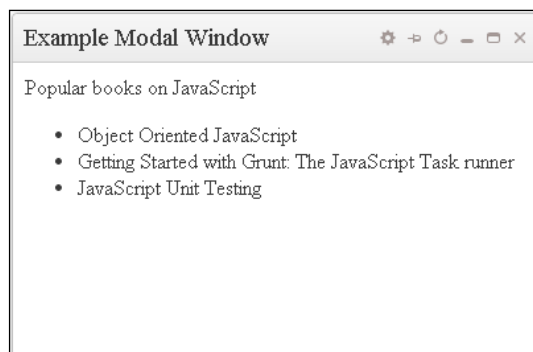 Example Modal Window
Popular books on JavaScript
Object Oriented JavaScript
Getting Started with Grunt: The JavaScript Task runner
JavaScript Unit Testing